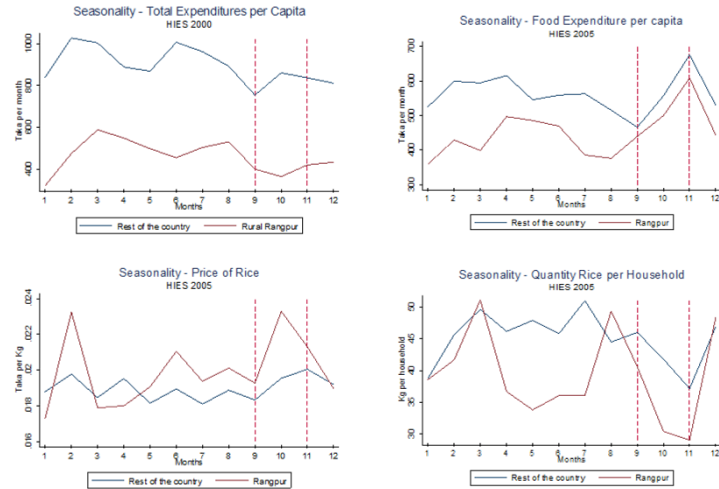 Seasonality - Total Expenditures per Capita
HIES 2000
Taka per month
1000
800
600
400
1 2 3 4 5 6 7 8 9 10 11 12
Months
Rest of the country Rural Rangpur
Seasonality - Food Expenditure per capita
HIES 2005
Taka per month
700
600
500
400
300
1 2 3 4 5 6 7 8 9 10 11 12
Months
Rest of the country Rangpur
Seasonality - Price of Rice
HIES 2005
Taka per Kg
.024
.022
.02
.018
.016
1 2 3 4 5 6 7 8 9 10 11 12
Months
Rest of the country Rangpur
Seasonality - Quantity Rice per Household
HIES 2005
Kg per household
50
45
40
35
30
1 2 3 4 5 6 7 8 9 10 11 12
Months
Rest of the country Rangpur